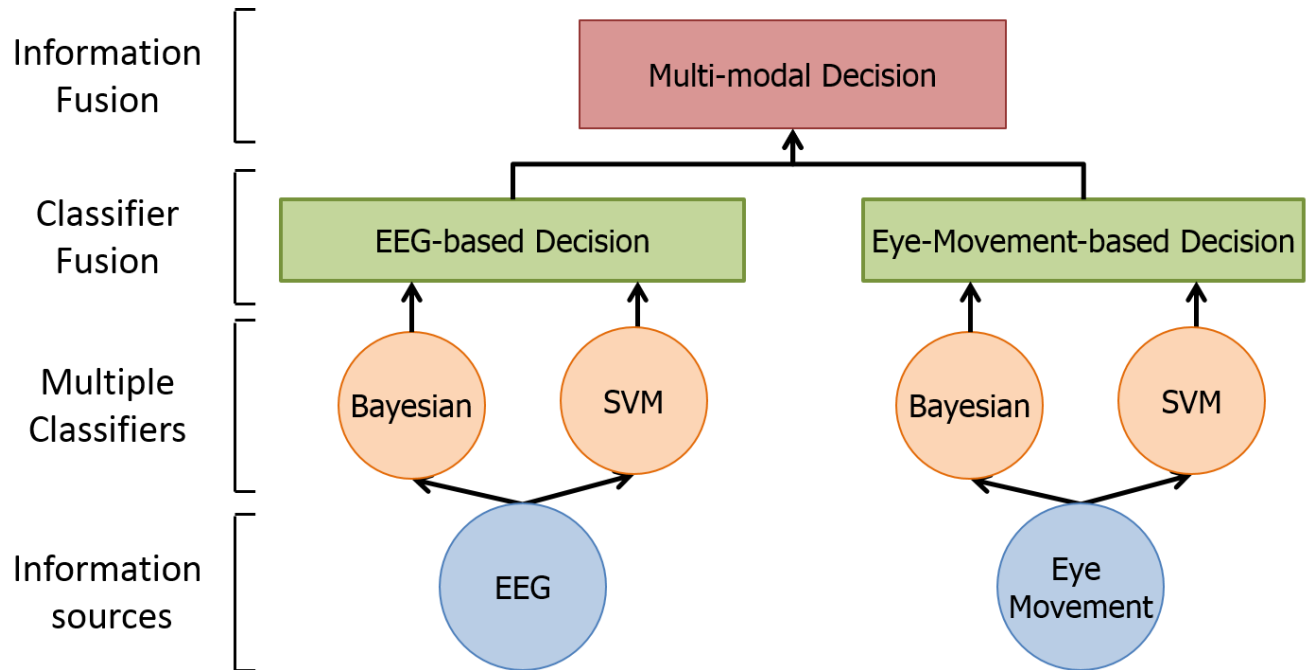 Information
Fusion
Multi-modal Decision
Classifier
Fusion
EEG-based Decision
Eye-Movement-based Decision
Multiple
Classifiers
Bayesian
SVM
Bayesian
SVM
Information
sources
EEG
Eye
Movement